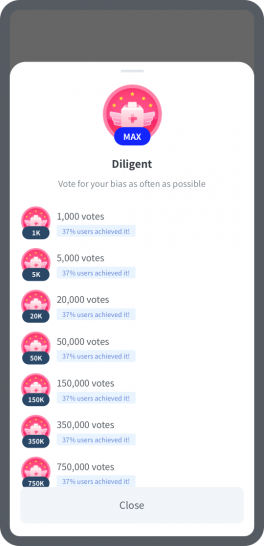 MAX
Diligent
Vote for your bias as often as possible
1,000 votes
1K
37% users achieved it!
5,000 votes
5K
37% users achieved it!
20,000 votes
20K
37% users achieved it!
50,000 votes
50K
37% users achieved it!
150,000 votes
150K
37% users achieved it!
350,000 votes
350K
37% users achieved it!
750,000 votes
750K
37% users achieved it!
Close